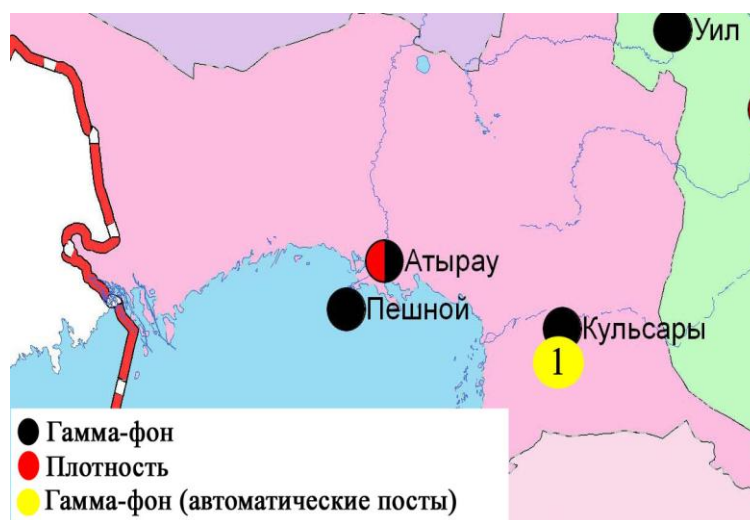 Уил
Атырау
Пешной
Кульсары
1
Гамма-фон
Плотность
Гамма-фон (автоматические посты)